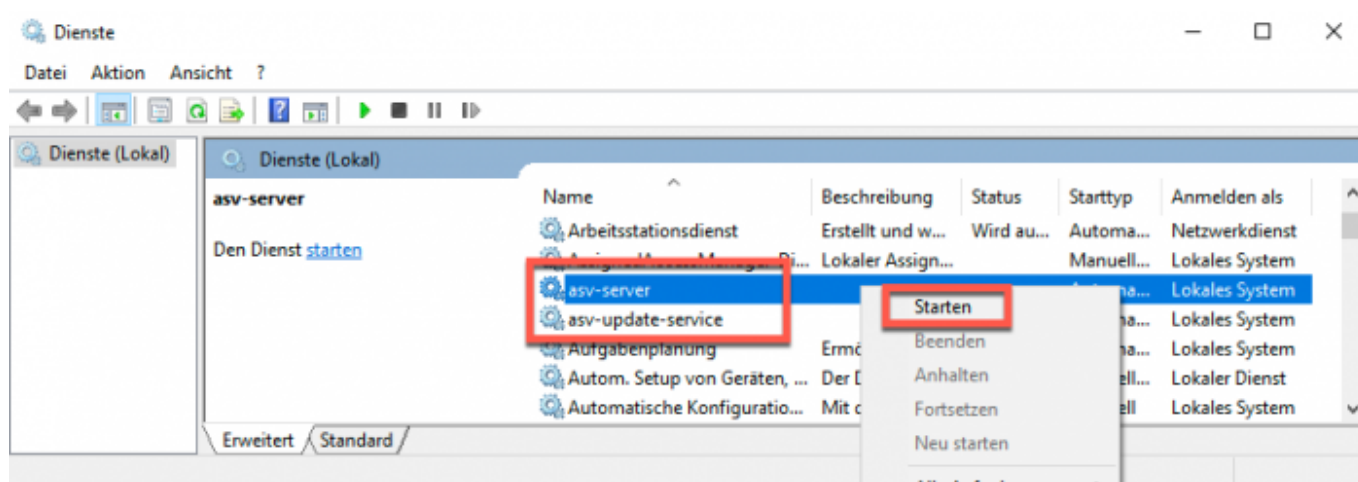 Dienste
Datei Aktion Ansicht ?
Dienste (Lokal)
Dienste (Lokal)
asv-server
Den Dienst starten
Name Beschreibung Status Starttyp Anmelden als
Arbeitsstationsdienst Erstellt und w... Wird au... Automa... Netzwerkdienst
Lokaler Assign... Manuell... Lokales System
asv-server Lokales System
asv-update-service Lokales System
Aufgabenplanung Lokales System
Autom. Setup von Geräten, ... Lokaler Dienst
Automatische Konfiguratio... Lokales System
Starten
Beenden
Anhalten
Fortsetzen
Neu starten
Erweitert Standard